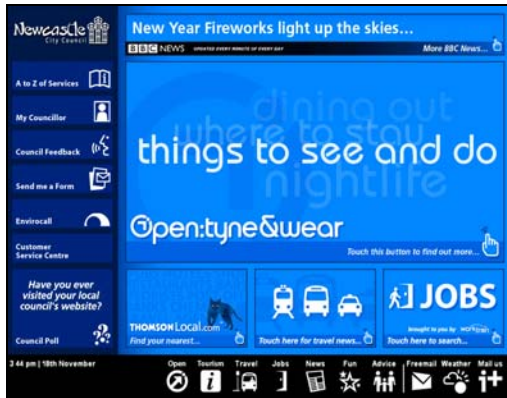 Newcastle
City Council
New Year Fireworks light up the skies...
BBC NEWS UPDATED EVERY MINUTE OF EVERY DAY
More BBC News...
A to Z of Services
My Councillor
Council Feedback
Send me a Form
Envirocall
Customer
Service Centre
Have you ever
visited your local
council's website?
Council Poll
dining out
where to stay
things to see and do
nightlife
Open:tyne&wear
Touch this button to find out more...
THOMSON Local.com
Find your nearest...
Touch here for travel news...
JOBS
brought to you by worktrain
Touch here to search...
3 44 pm | 18th November
Open Tourism Travel Jobs News Fun Advice Freemail Weather Mail us
i i+